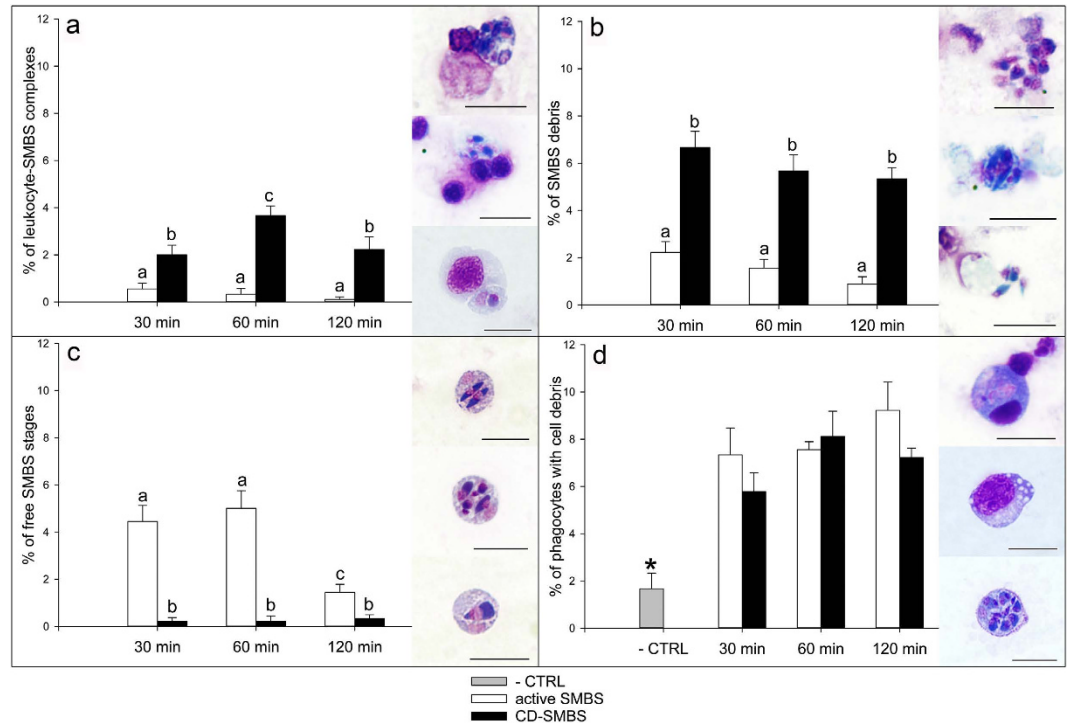 a
% of leukocyte-SMBS complexes
12
10
8
6
4
2
0
a b
a c
a b
30 min 60 min 120 min
b
% of SMBS debris
12
10
8
6
4
2
0
a b
a b
a b
30 min 60 min 120 min
c
% of free SMBS stages
12
10
8
6
4
2
0
a b
a b
c b
30 min 60 min 120 min
d
% of phagocytes with cell debris
12
10
8
6
4
2
0
*
- CTRL 30 min 60 min 120 min
- CTRL
active SMBS
CD-SMBS